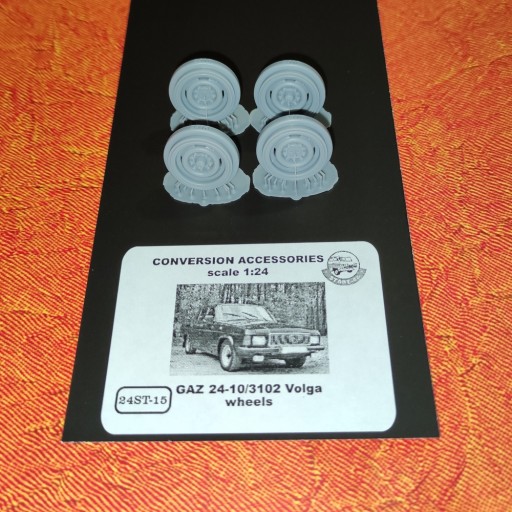 CONVERSION ACCESSORIES
scale 1:24
GAZ 24-10/3102 Volga
wheels
24ST-15